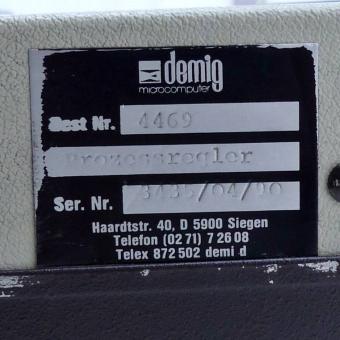 demig
microcomputer
Best Nr. 4469
Prozessregler
Ser. Nr. 3435/04/90
Haardtstr. 40, D 5900 Siegen
Telefon (02 71) 7 26 08
Telex 872 502 demi d